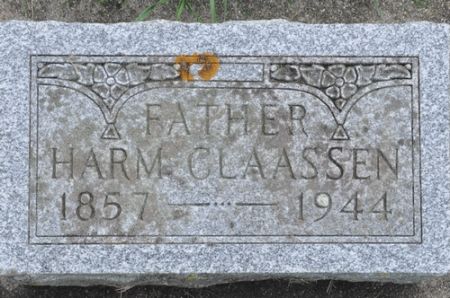 FATHER
HARM CLAASSEN
1857 — 1944